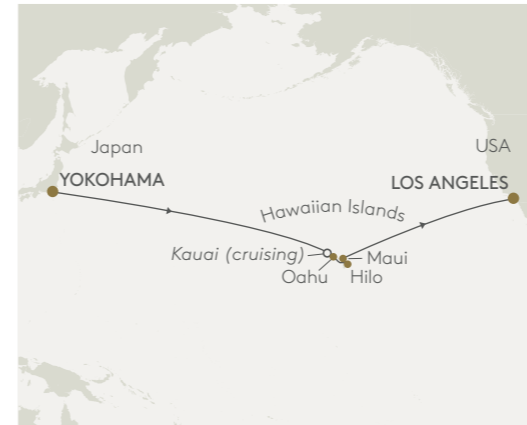 Japan
USA
YOKOHAMA
LOS ANGELES
Hawaiian Islands
Kauai (cruising)
Maui
Oahu
Hilo